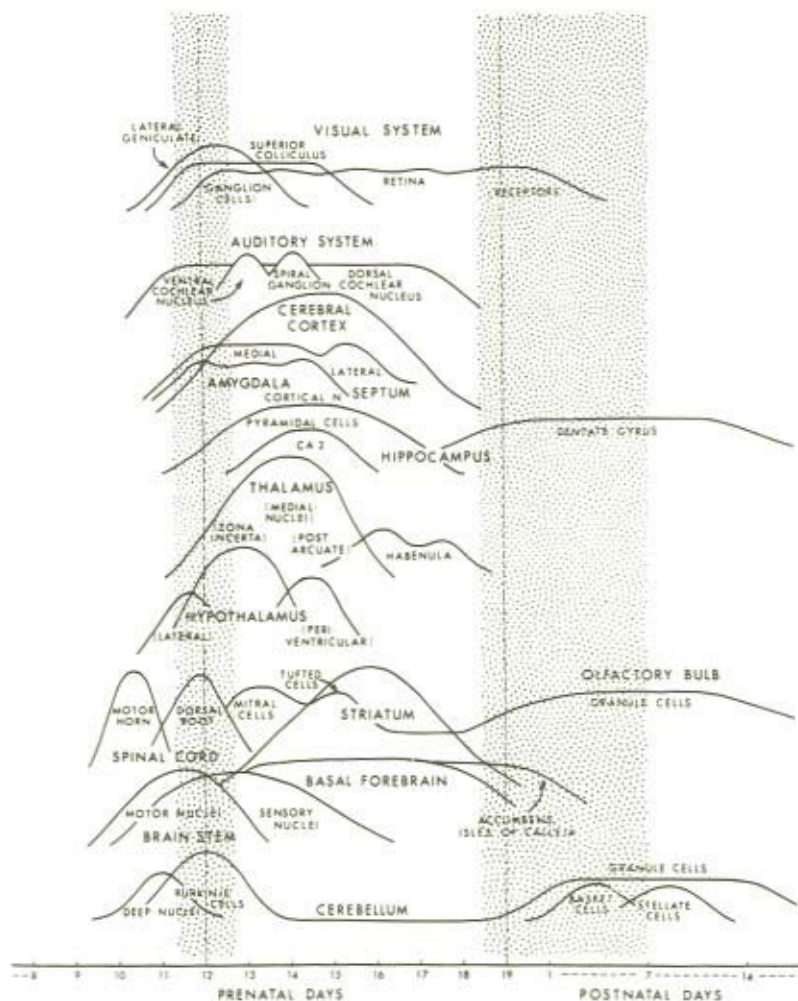 VISUAL SYSTEM
LATERAL
GENICULATE
SUPERIOR
COLLICULUS
GANGLION
CELLS)
RETINA
RECEPTORS
AUDITORY SYSTEM
VENTRAL
COCHLEAR
NUCLEUS
SPIRAL
GANGLION
DORSAL
COCHLEAR
NUCLEUS
CEREBRAL
CORTEX
MEDIAL
LATERAL
AMYGDALA
SEPTUM
CORTICAL N
PYRAMIDAL CELLS
CA 2
HIPPOCAMPUS
DENTATE GYRUS
THALAMUS
(MEDIAL
NUCLEI)
(ZONA
INCERTA)
(POST
ARCUATE)
HABENULA
HYPOTHALAMUS
(LATERAL)
(PERI
VENTRICULAR)
TUFTED
CELLS
OLFACTORY BULB
GRANULE CELLS
MOTOR
HORN
DORSAL
ROOT
MITRAL
CELLS
STRIATUM
SPINAL CORD
BASAL FOREBRAIN
MOTOR NUCLEI
SENSORY
NUCLEI
ACCUMBENS
ISLES OF CALLEJA
BRAIN STEM
GRANULE CELLS
PURKINJE
CELLS
DEEP NUCLEI
CEREBELLUM
BASKET
CELLS
STELLATE
CELLS
8 10 12 13 14 15 16 17 18 19 1 7 14
PRENATAL DAYS
POSTNATAL DAYS